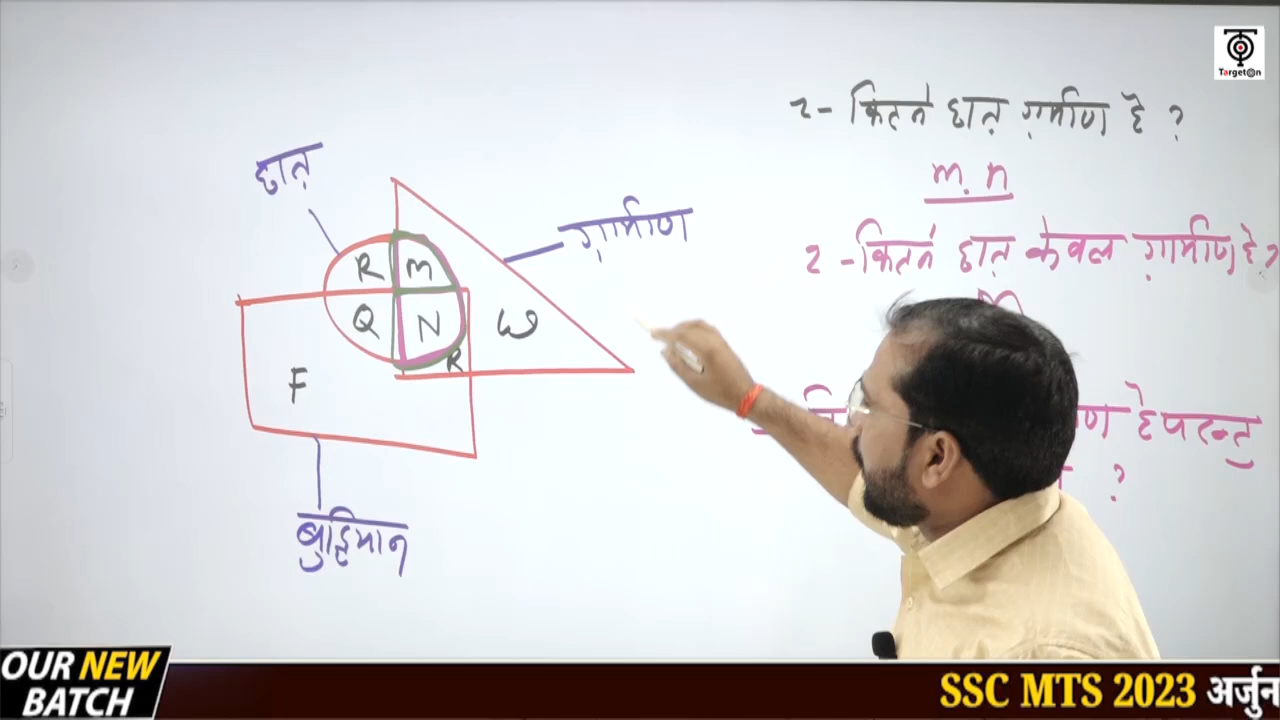 Target@n
२- कितने छात्र ग्रामीण है ?
m. n
२ - कितने छात्र केवल ग्रामीण है ?
m
है परन्तु
?
छात्र
ग्रामीण
R M
Q N W
R
F
बुद्धिमान
OUR NEW
BATCH
SSC MTS 2023 अर्जुन